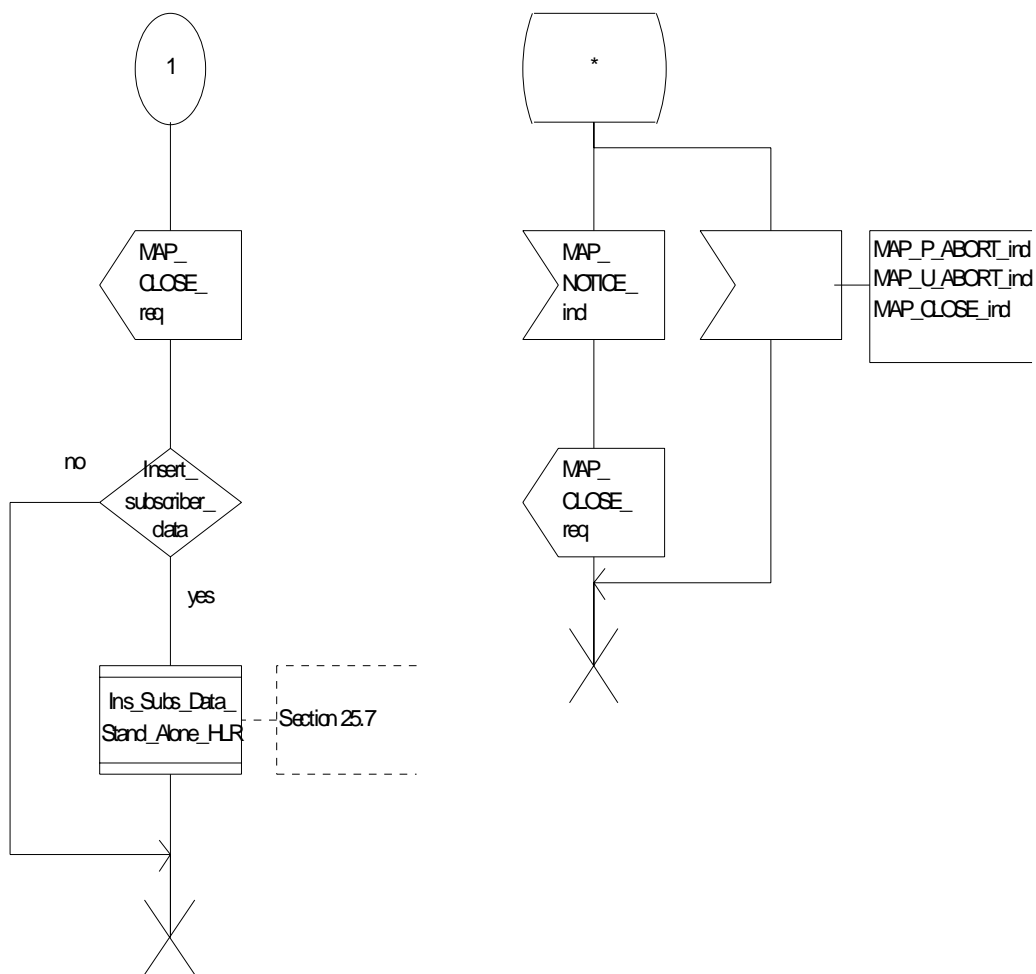 1
MAP_
CLOSE_
req
no
Insert_
subscriber_
data
yes
Ins_Subs_Data_
Stand_Alone_HLR
Section 25.7
*
MAP_
NOTICE_
ind
MAP_P_ABORT_ind
MAP_U_ABORT_ind
MAP_CLOSE_ind
MAP_
CLOSE_
req